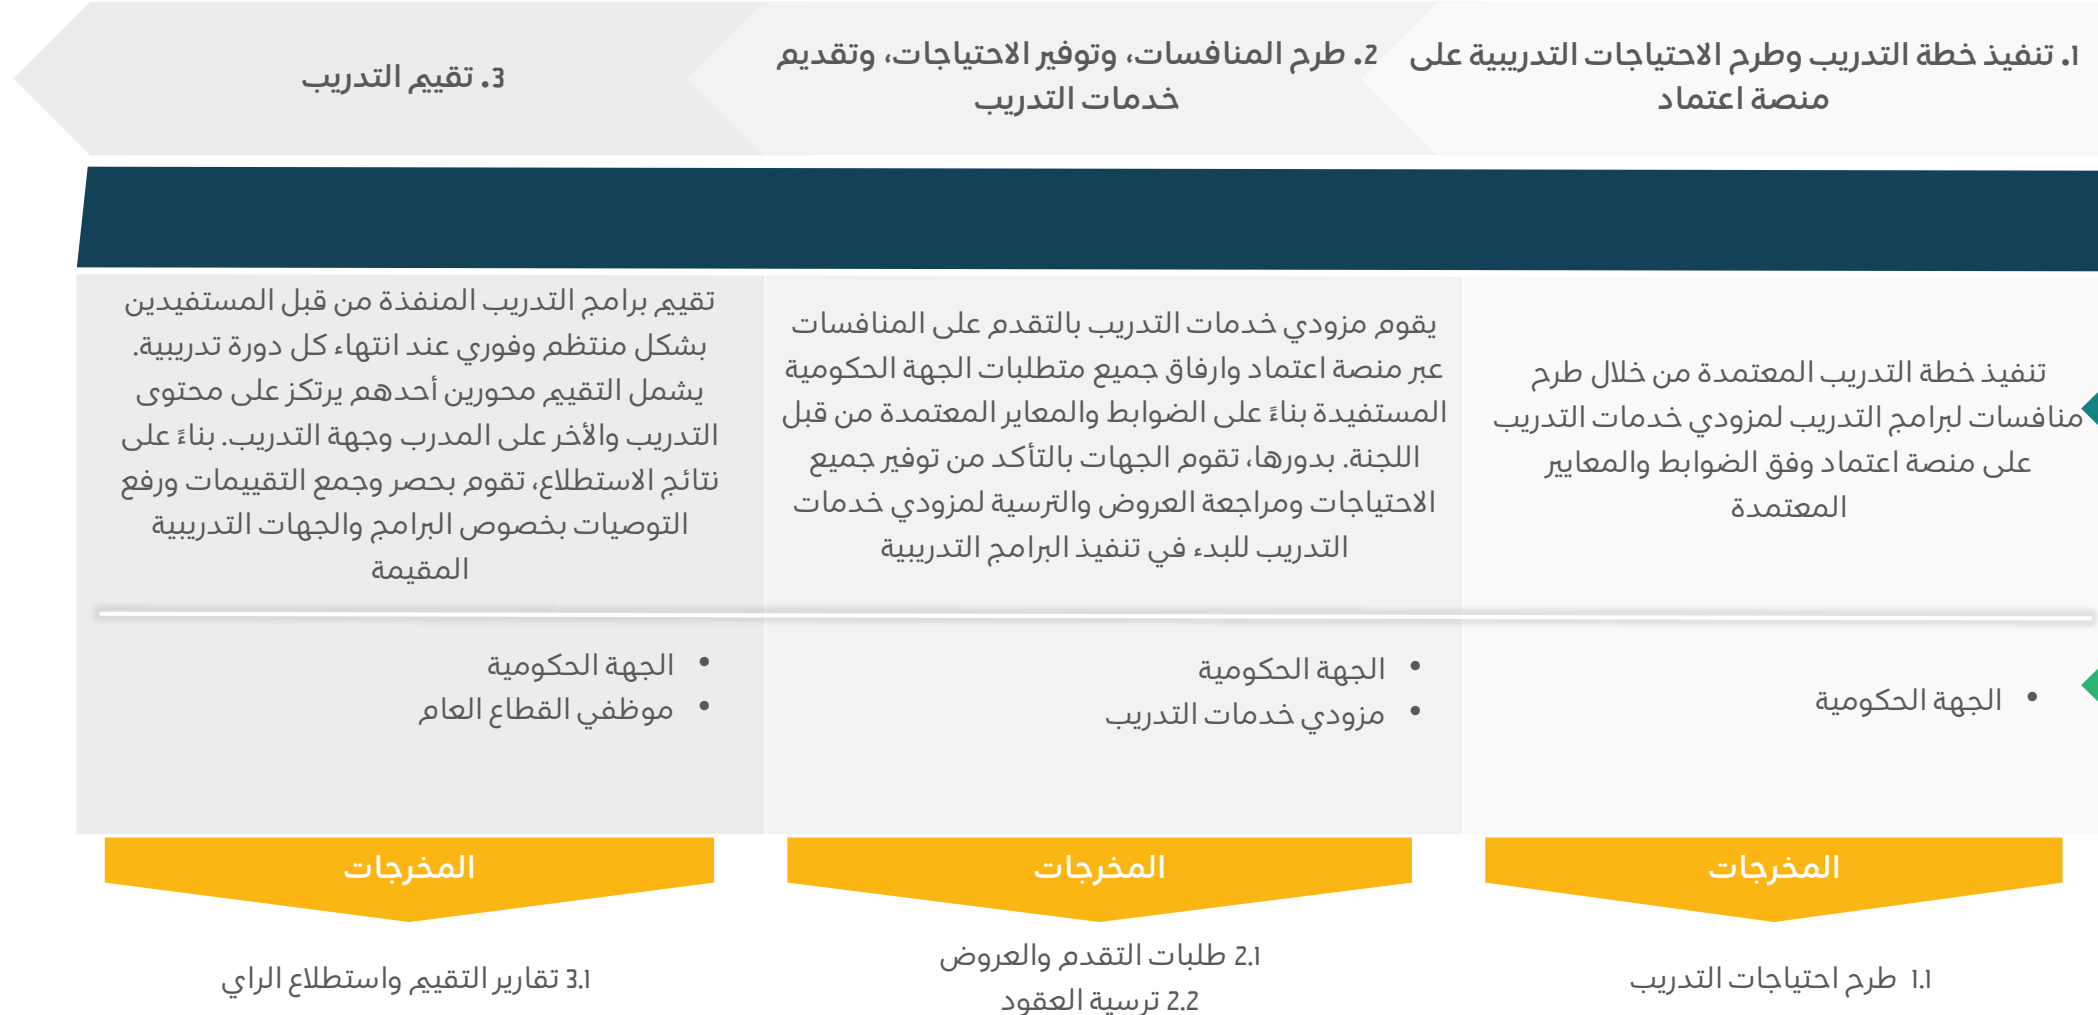 1. تنفيذ خطة التدريب وطرح الاحتياجات التدريبية على
منصة اعتماد
2. طرح المنافسات، وتوفير الاحتياجات، وتقديم
خدمات التدريب
3. تقييم التدريب
تنفيذ خطة التدريب المعتمدة من خلال طرح
منافسات لبرامج التدريب لمزودي خدمات التدريب
على منصة اعتماد وفق الضوابط والمعايير
المعتمدة
يقوم مزودي خدمات التدريب بالتقدم على المنافسات
عبر منصة اعتماد وارفاق جميع متطلبات الجهة الحكومية
المستفيدة بناءً على الضوابط والمعاير المعتمدة من قبل
اللجنة. بدورها، تقوم الجهات بالتأكد من توفير جميع
الاحتياجات ومراجعة العروض والترسية لمزودي خدمات
التدريب للبدء في تنفيذ البرامج التدريبية
تقييم برامج التدريب المنفذة من قبل المستفيدين
بشكل منتظم وفوري عند انتهاء كل دورة تدريبية.
يشمل التقييم محورين أحدهم يرتكز على محتوى
التدريب والأخر على المدرب وجهة التدريب. بناءً على
نتائج الاستطلاع، تقوم بحصر وجمع التقييمات ورفع
التوصيات بخصوص البرامج والجهات التدريبية
المقيمة
• الجهة الحكومية
• الجهة الحكومية
• مزودي خدمات التدريب
• الجهة الحكومية
• موظفي القطاع العام
المخرجات
المخرجات
المخرجات
1.1 طرح احتياجات التدريب
2.1 طلبات التقدم والعروض
2.2 ترسية العقود
3.1 تقارير التقييم واستطلاع الراي